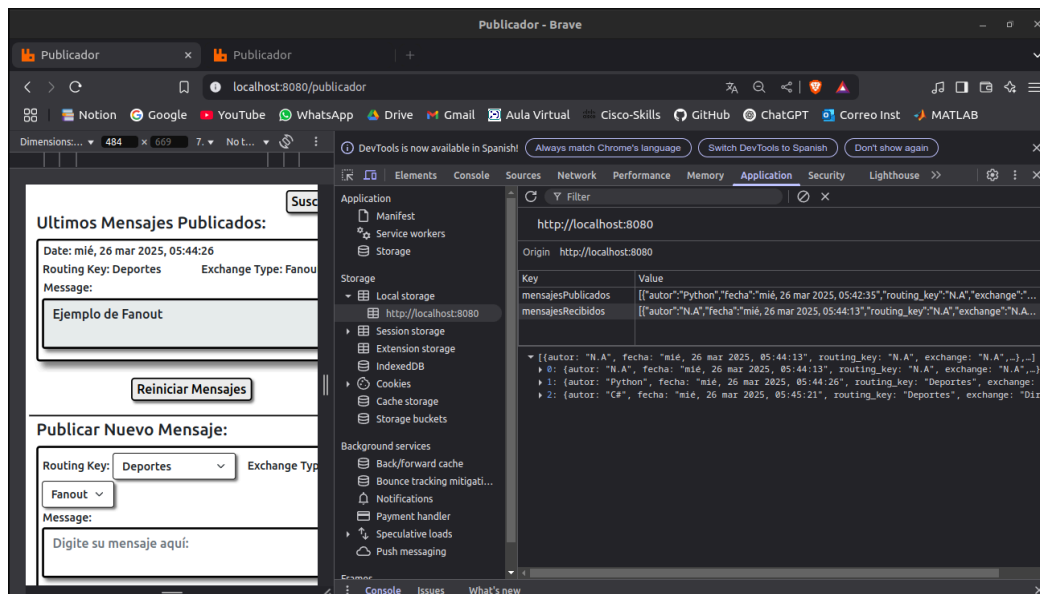 Publicador - Brave
Publicador × Publicador +
localhost:8080/publicador
Notion Google YouTube WhatsApp Drive Gmail Aula Virtual Cisco-Skills GitHub ChatGPT Correo Inst MATLAB
Dimensions:... 484 × 669 7. No t...
DevTools is now available in Spanish! Always match Chrome's language Switch DevTools to Spanish Don't show again
Elements Console Sources Network Performance Memory Application Security Lighthouse
Susc
Ultimos Mensajes Publicados:
Date: mié, 26 mar 2025, 05:44:26
Routing Key: Deportes Exchange Type: Fanou
Message:
Ejemplo de Fanout
Reiniciar Mensajes
Publicar Nuevo Mensaje:
Routing Key: Deportes Exchange Typ
Fanout
Message:
Digite su mensaje aquí:
Application
Manifest
Service workers
Storage
Storage
Local storage
http://localhost:8080
Session storage
Extension storage
IndexedDB
Cookies
Cache storage
Storage buckets
Background services
Back/forward cache
Bounce tracking mitigati...
Notifications
Payment handler
Speculative loads
Push messaging
Frames
Filter
http://localhost:8080
Origin http://localhost:8080
Key Value
mensajesPublicados [{"autor":"Python","fecha":"mié, 26 mar 2025, 05:42:35","routing_key":"N.A","exchange":"...
mensajesRecibidos [{"autor":"N.A","fecha":"mié, 26 mar 2025, 05:44:13","routing_key":"N.A","exchange":"N.A...
[{autor: "N.A", fecha: "mié, 26 mar 2025, 05:44:13", routing_key: "N.A", exchange: "N.A",…},…]
0: {autor: "N.A", fecha: "mié, 26 mar 2025, 05:44:13", routing_key: "N.A", exchange: "N.A",…}
1: {autor: "Python", fecha: "mié, 26 mar 2025, 05:44:26", routing_key: "Deportes", exchange:
2: {autor: "C#", fecha: "mié, 26 mar 2025, 05:45:21", routing_key: "Deportes", exchange: "Dir
Console Issues What's new